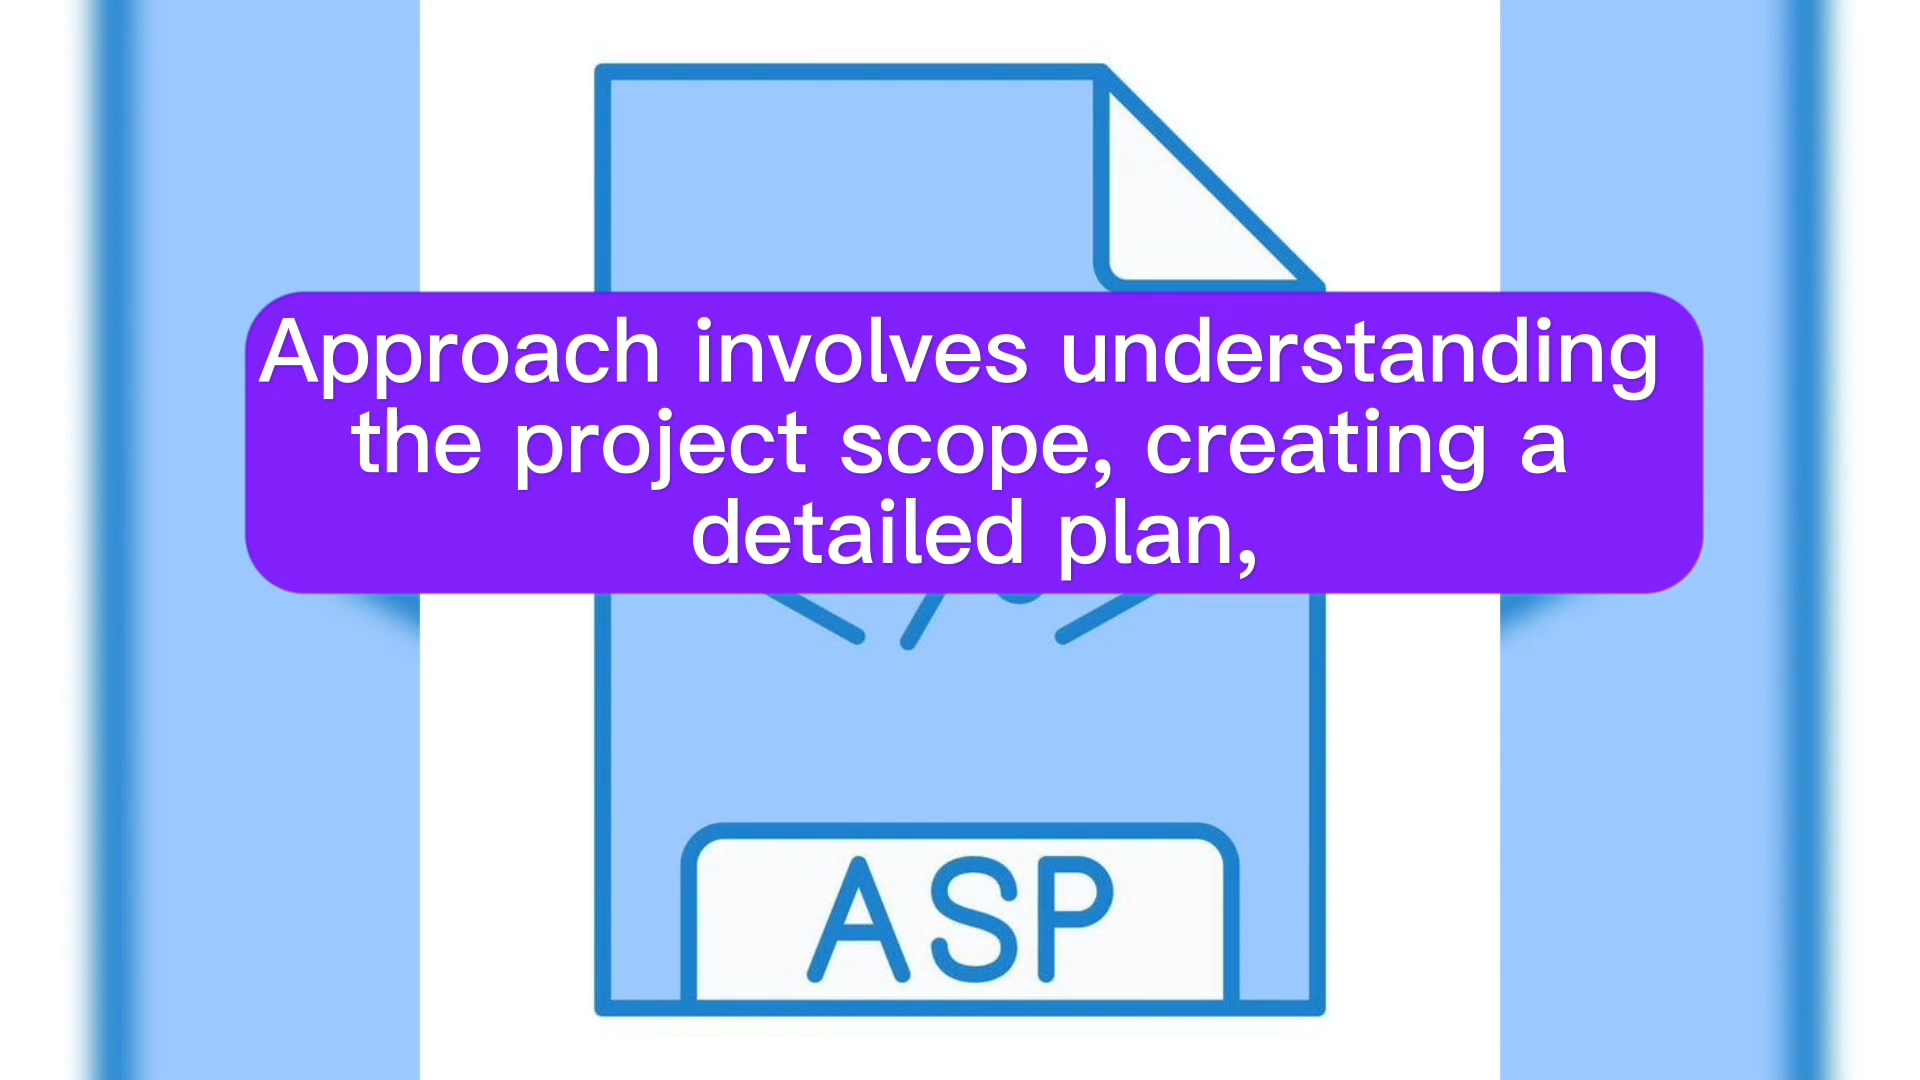 Approach involves understanding
the project scope, creating a
detailed plan,
ASP